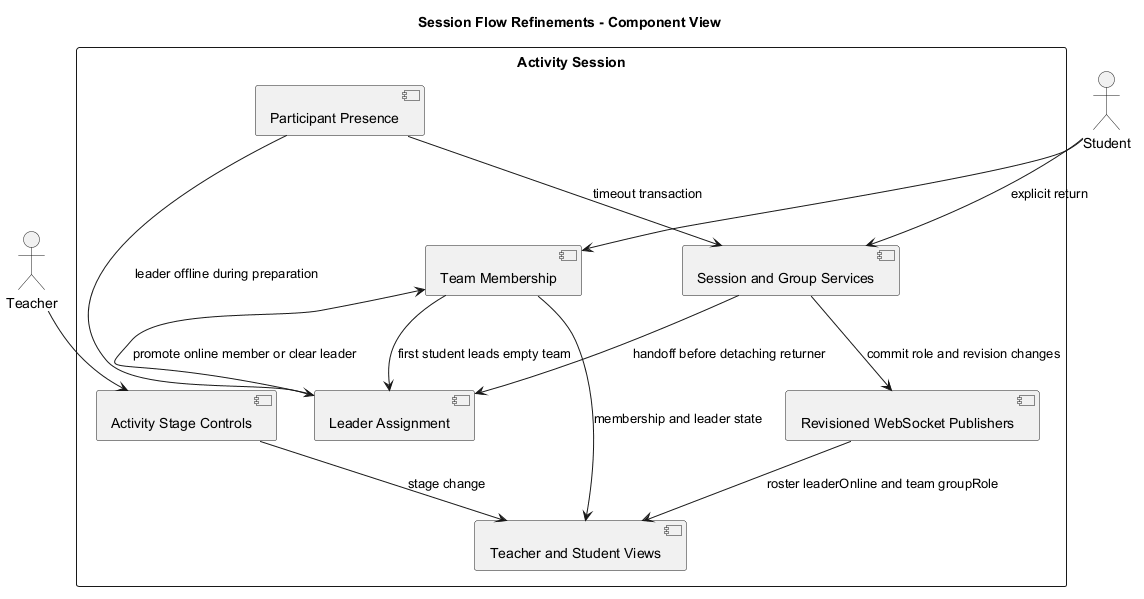 Session Flow Refinements - Component View
Activity Session
Participant Presence
Student
timeout transaction
explicit return
Teacher
leader offline during preparation
Team Membership
Session and Group Services
promote online member or clear leader
first student leads empty team
handoff before detaching returner
commit role and revision changes
Activity Stage Controls
Leader Assignment
membership and leader state
Revisioned WebSocket Publishers
stage change
roster leaderOnline and team groupRole
Teacher and Student Views